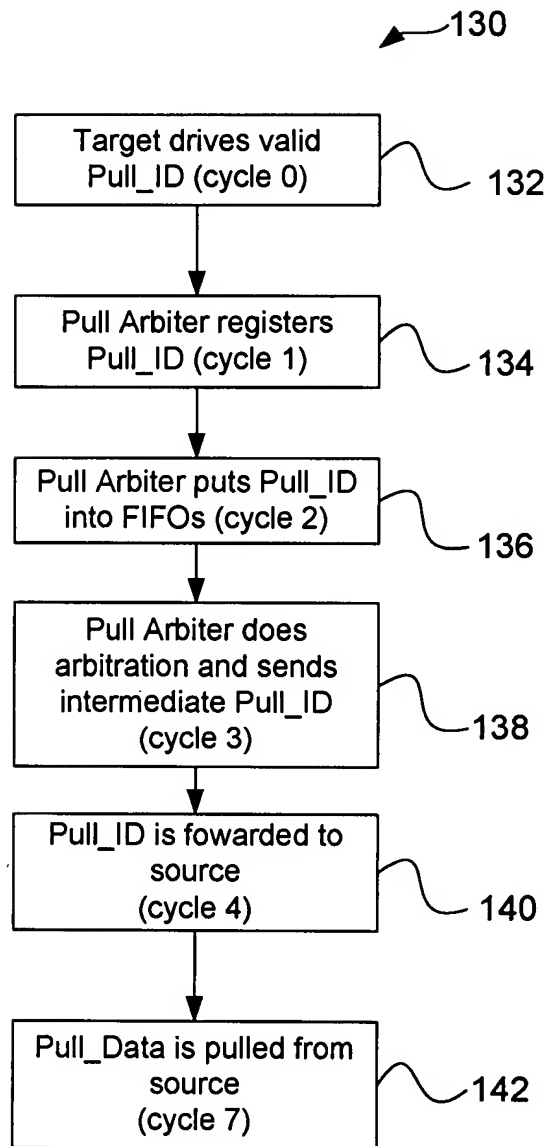 130
Target drives valid
Pull_ID (cycle 0)
132
Pull Arbiter registers
Pull_ID (cycle 1)
134
Pull Arbiter puts Pull_ID
into FIFOs (cycle 2)
136
Pull Arbiter does
arbitration and sends
intermediate Pull_ID
(cycle 3)
138
Pull_ID is fowarded to
source
(cycle 4)
140
Pull_Data is pulled from
source
(cycle 7)
142